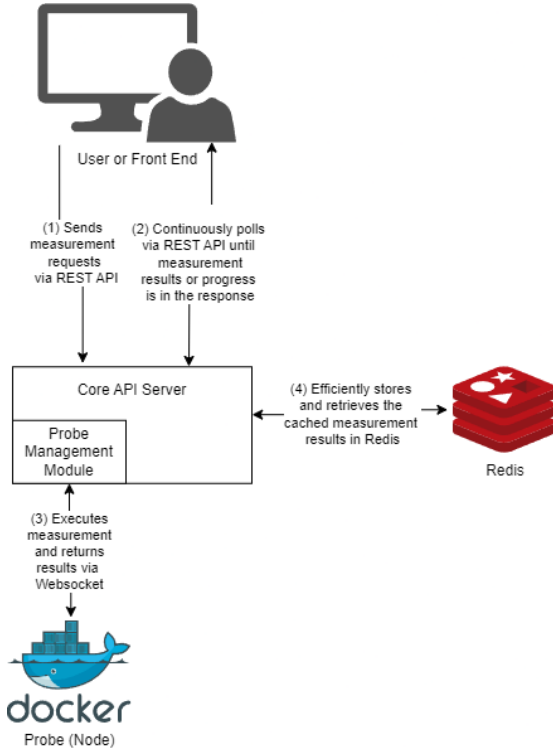 User or Front End
(1) Sends
measurement
requests
via REST API
(2) Continuously polls
via REST API until
measurement
results or progress
is in the response
Core API Server
Probe
Management
Module
(4) Efficiently stores
and retrieves the
cached measurement
results in Redis
Redis
(3) Executes
measurement
and returns
results via
Websocket
docker
Probe (Node)